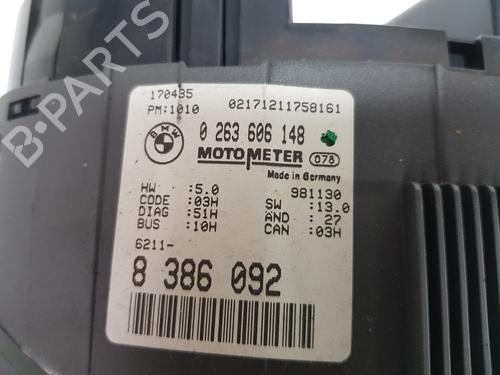 170435
PM:1010 02171211758161
BMW 0 263 606 148
MOTOMETER 078
Made in Germany
HW :5.0 981130
CODE :03H SW :13.0
DIAG :51H AND : 27
BUS :10H CAN :03H
6211-
8 386 092
B-PARTS